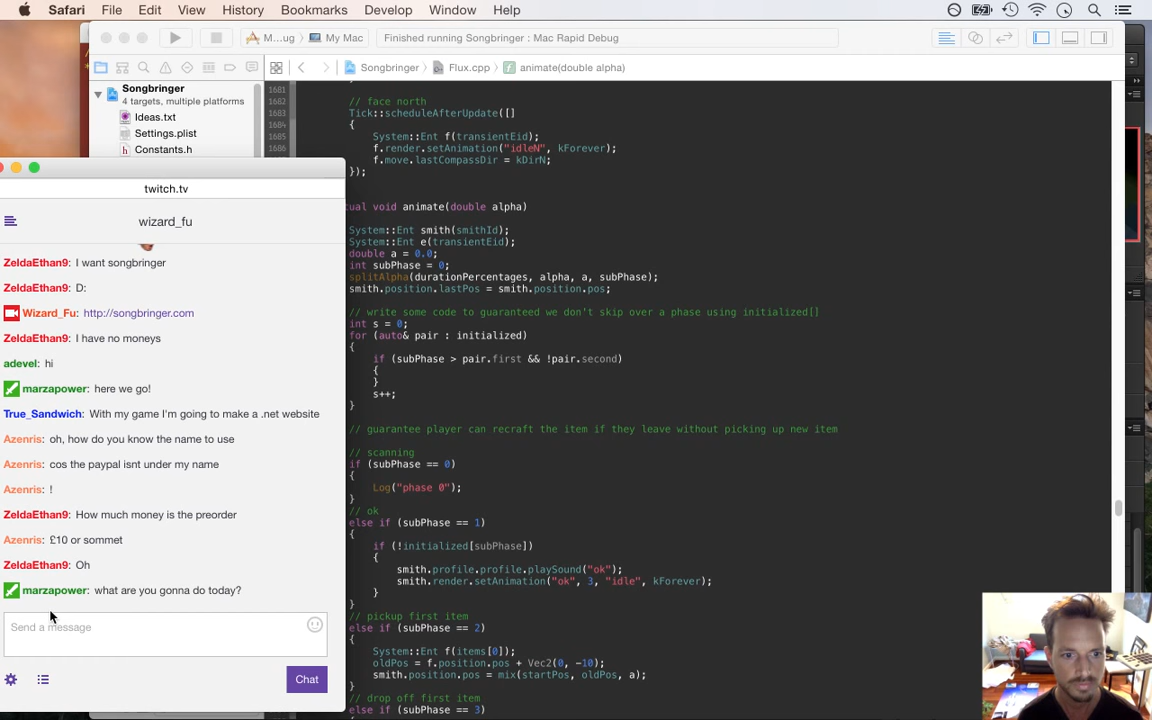 Safari File Edit View History Bookmarks Develop Window Help
M...ug My Mac Finished running Songbringer : Mac Rapid Debug
Songbringer Flux.cpp animate(double alpha)
Songbringer
4 targets, multiple platforms
Ideas.txt
Settings.plist
Constants.h
twitch.tv
wizard_fu
ZeldaEthan9: I want songbringer
ZeldaEthan9: D:
Wizard_Fu: http://songbringer.com
ZeldaEthan9: I have no moneys
adevel: hi
marzapower: here we go!
True_Sandwich: With my game I'm going to make a .net website
Azenris: oh, how do you know the name to use
Azenris: cos the paypal isnt under my name
Azenris: !
ZeldaEthan9: How much money is the preorder
Azenris: £10 or sommet
ZeldaEthan9: Oh
marzapower: what are you gonna do today?
Send a message
Chat
1681
1682 // face north
1683 Tick::scheduleAfterUpdate([]
1684 {
1685 System::Ent f(transientEid);
1686 f.render.setAnimation("idleN", kForever);
f.move.lastCompassDir = kDirN;
});
tual void animate(double alpha)
System::Ent smith(smithId);
System::Ent e(transientEid);
double a = 0.0;
int subPhase = 0;
splitAlpha(durationPercentages, alpha, a, subPhase);
smith.position.lastPos = smith.position.pos;
// write some code to guaranteed we don't skip over a phase using initialized[]
int s = 0;
for (auto& pair : initialized)
{
if (subPhase > pair.first && !pair.second)
{
}
s++;
}
// guarantee player can recraft the item if they leave without picking up new item
// scanning
if (subPhase == 0)
{
Log("phase 0");
}
// ok
else if (subPhase == 1)
{
if (!initialized[subPhase])
{
smith.profile.profile.playSound("ok");
smith.render.setAnimation("ok", 3, "idle", kForever);
}
}
// pickup first item
else if (subPhase == 2)
{
System::Ent f(items[0]);
oldPos = f.position.pos + Vec2(0, -10);
smith.position.pos = mix(startPos, oldPos, a);
}
// drop off first item
else if (subPhase == 3)